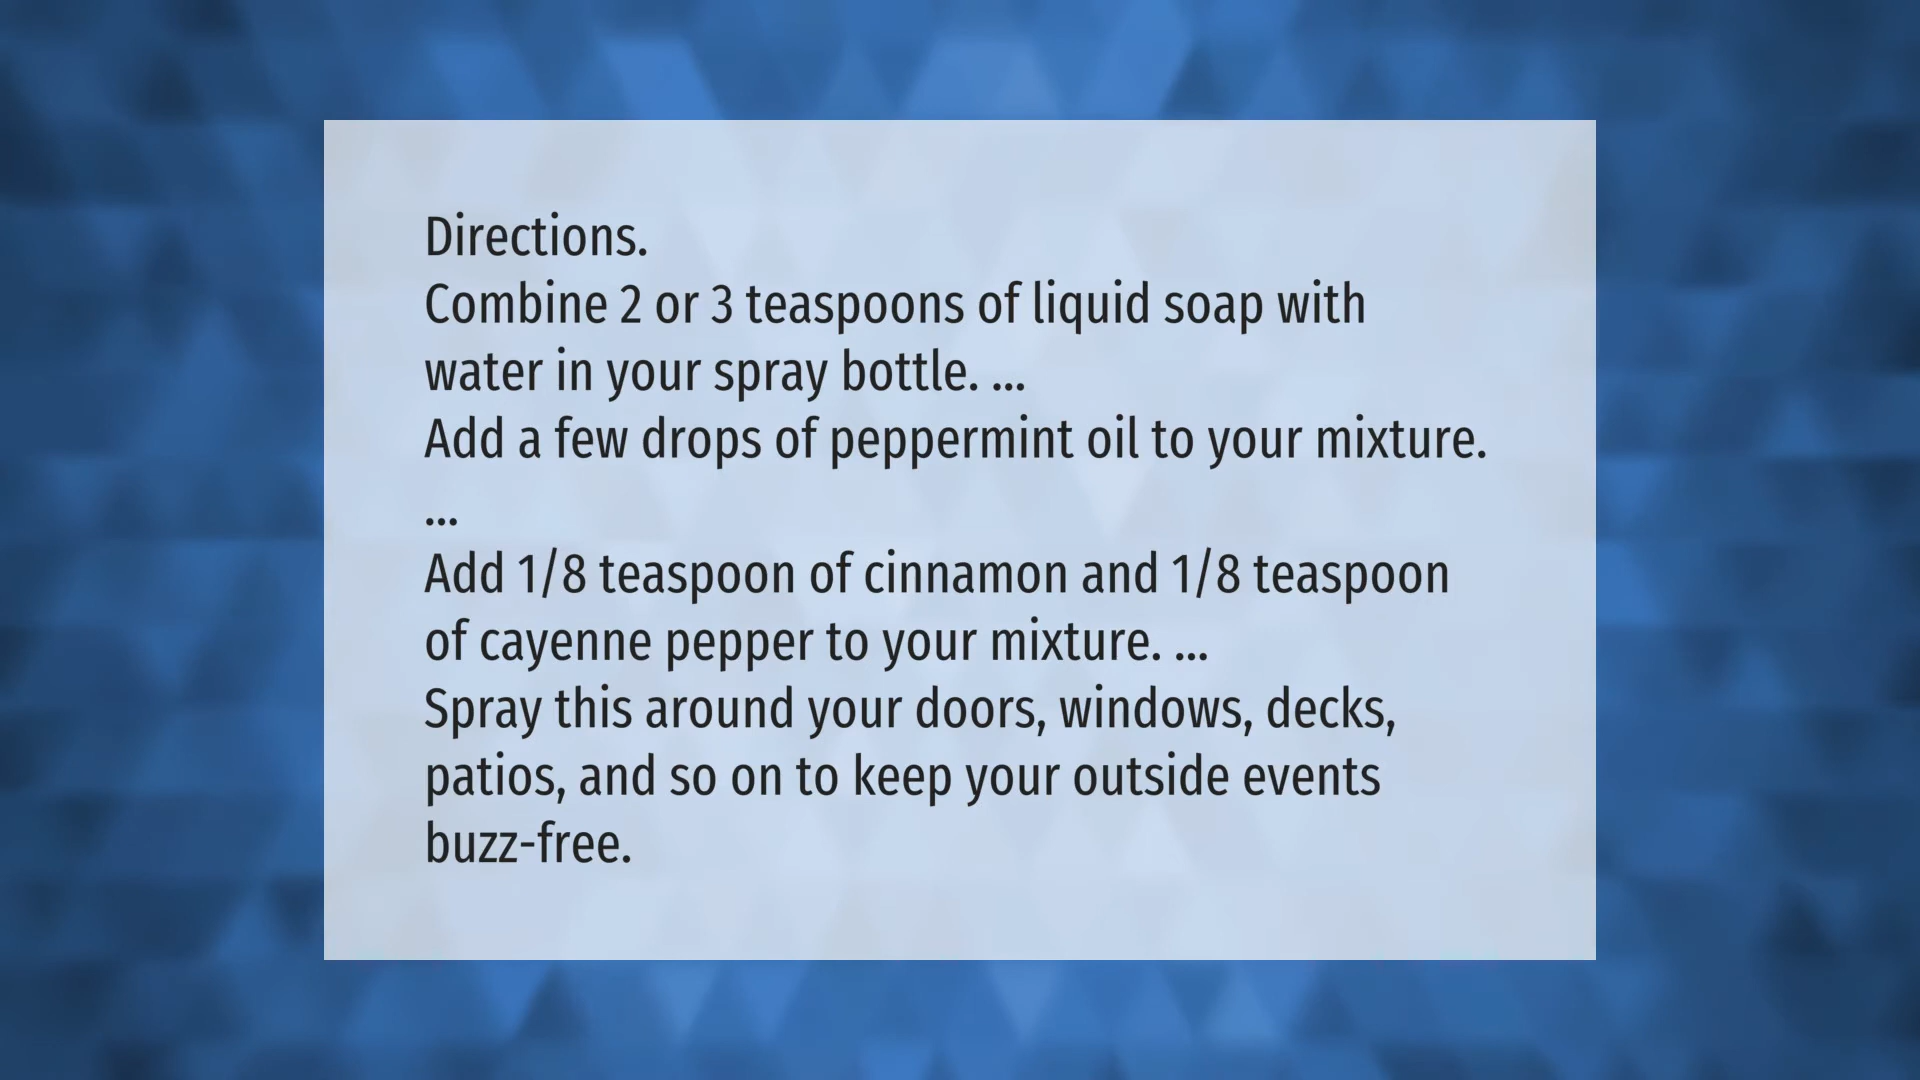 Directions.
Combine 2 or 3 teaspoons of liquid soap with
water in your spray bottle. ...
Add a few drops of peppermint oil to your mixture.
...
Add 1/8 teaspoon of cinnamon and 1/8 teaspoon
of cayenne pepper to your mixture. ...
Spray this around your doors, windows, decks,
patios, and so on to keep your outside events
buzz-free.